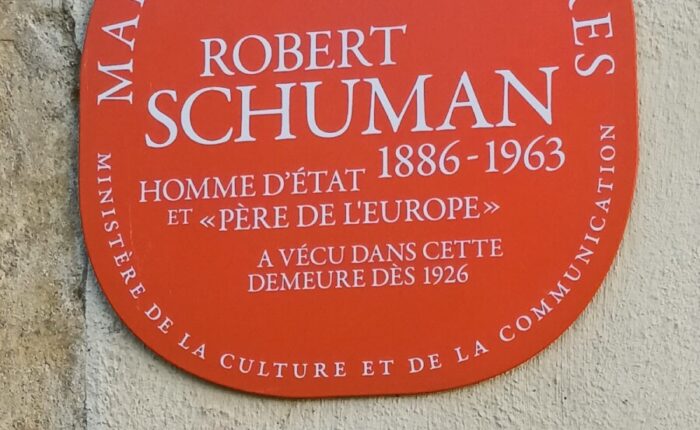 ROBERT
SCHUMAN
1886-1963
HOMME D'ÉTAT
ET «PÈRE DE L'EUROPE»
A VÉCU DANS CETTE
DEMEURE DÈS 1926
MINISTÈRE DE LA CULTURE ET DE LA COMMUNICATION